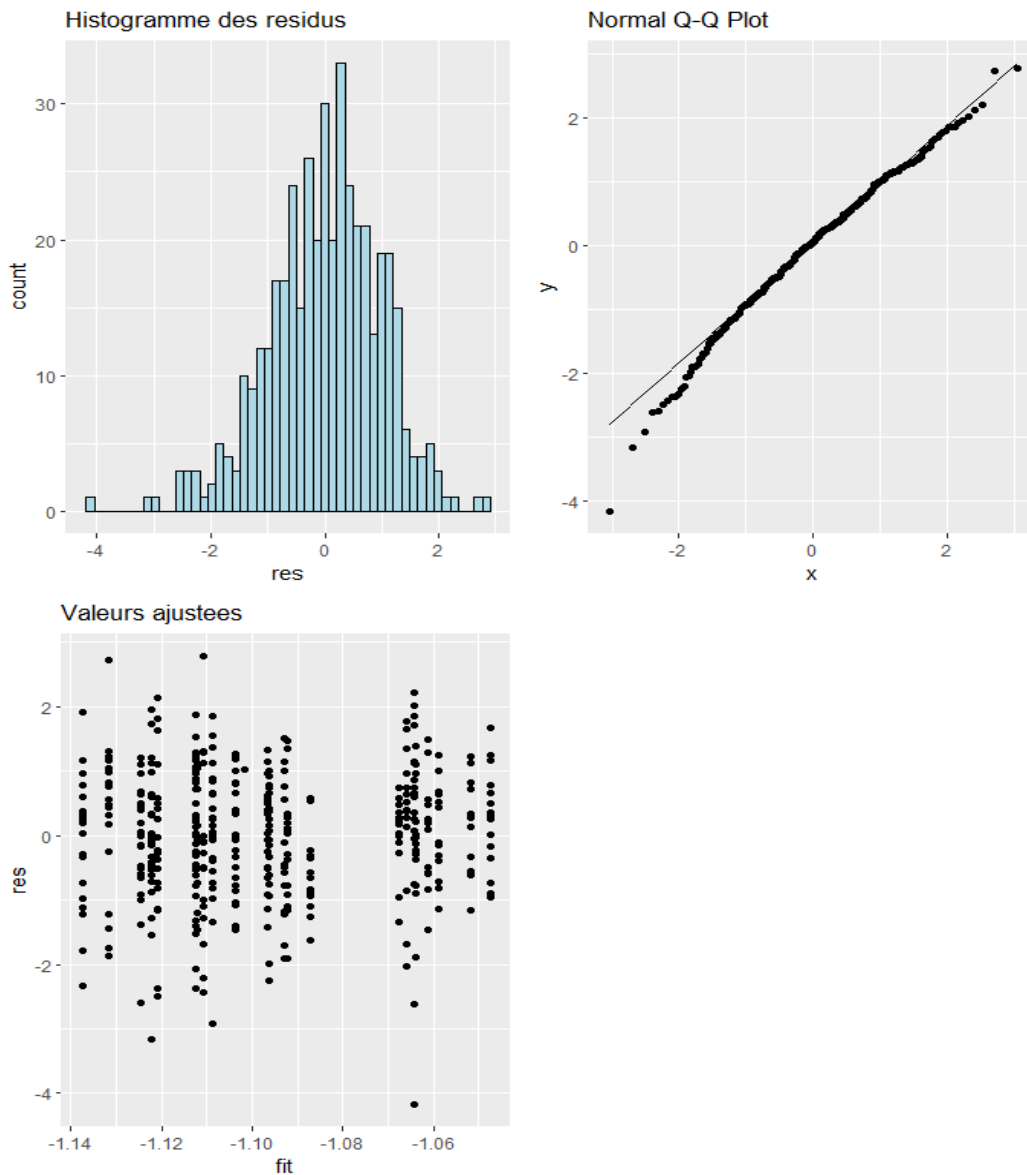 Histogramme des residus
count
30
20
10
0
-4
-2
0
2
res
Normal Q-Q Plot
y
2
0
-2
-4
-2
0
2
x
Valeurs ajustees
res
2
0
-2
-4
-1.14
-1.12
-1.10
-1.08
-1.06
fit